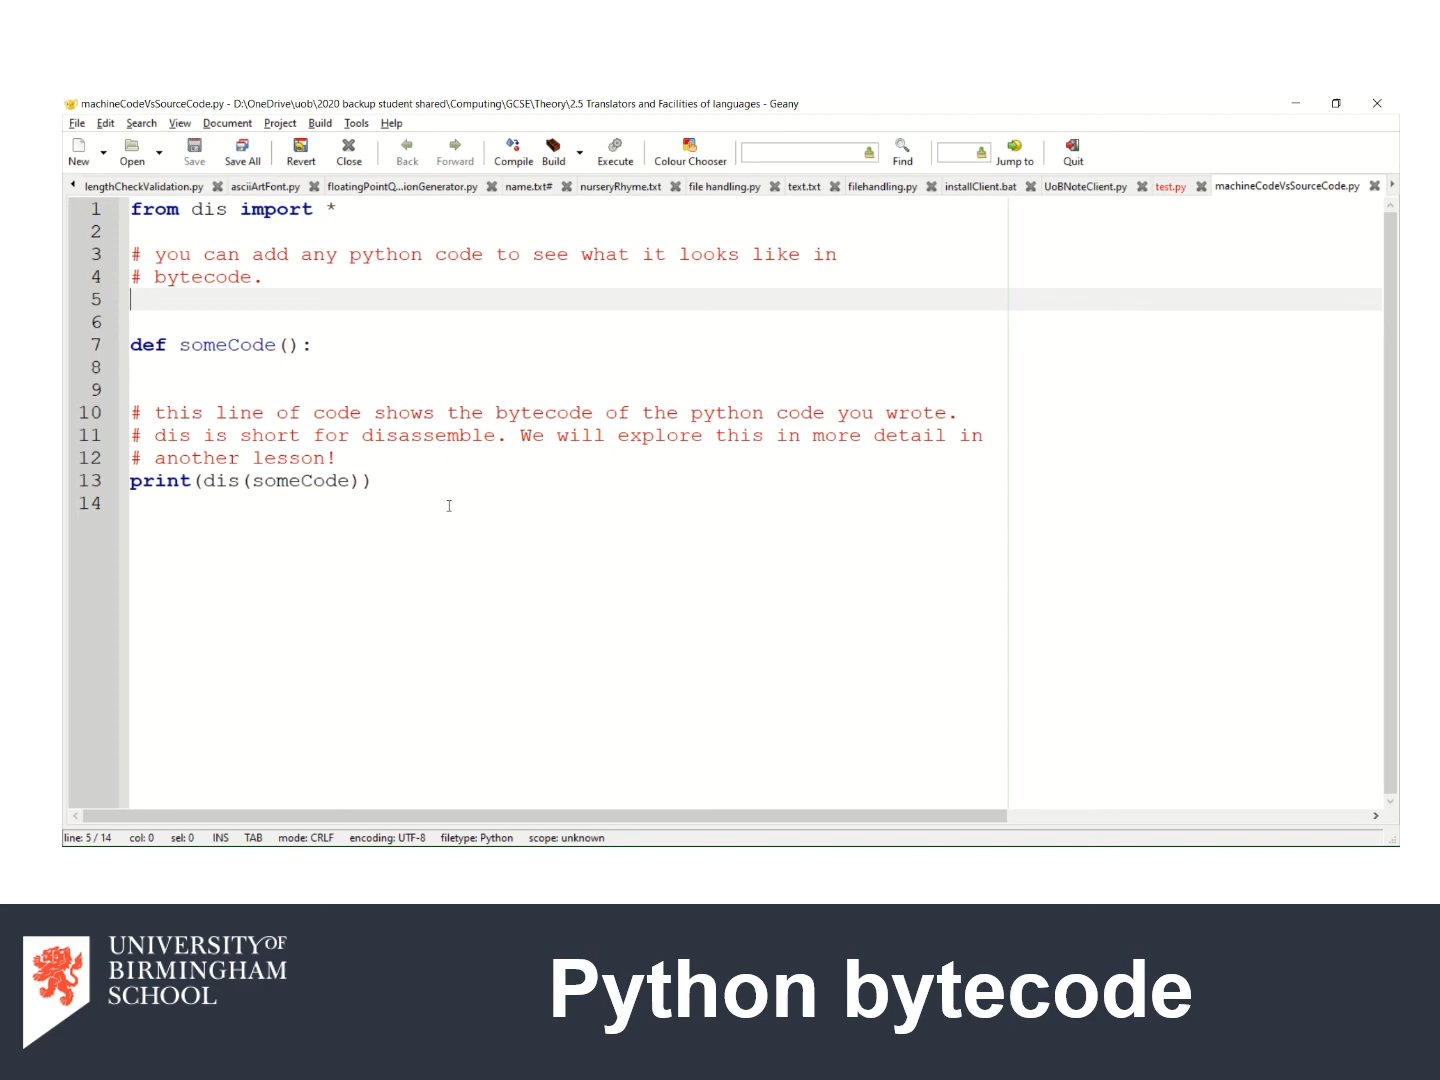 machineCodeVsSourceCode.py - D:\OneDrive\uob\2020 backup student shared\Computing\GCSE\Theory\2.5 Translators and Facilities of languages - Geany
File Edit Search View Document Project Build Tools Help
New Open Save Save All Revert Close Back Forward Compile Build Execute Colour Chooser Find Jump to Quit
lengthCheckValidation.py asciiArtFont.py floatingPointQ...ionGenerator.py name.txt# nurseryRhyme.txt file handling.py text.txt filehandling.py installClient.bat UoBNoteClient.py test.py machineCodeVsSourceCode.py
1 from dis import *
2
3 # you can add any python code to see what it looks like in
4 # bytecode.
5
6
7 def someCode():
8
9
10 # this line of code shows the bytecode of the python code you wrote.
11 # dis is short for disassemble. We will explore this in more detail in
12 # another lesson!
13 print(dis(someCode))
14
line: 5 / 14 col: 0 sel: 0 INS TAB mode: CRLF encoding: UTF-8 filetype: Python scope: unknown
UNIVERSITY OF
BIRMINGHAM
SCHOOL
Python bytecode